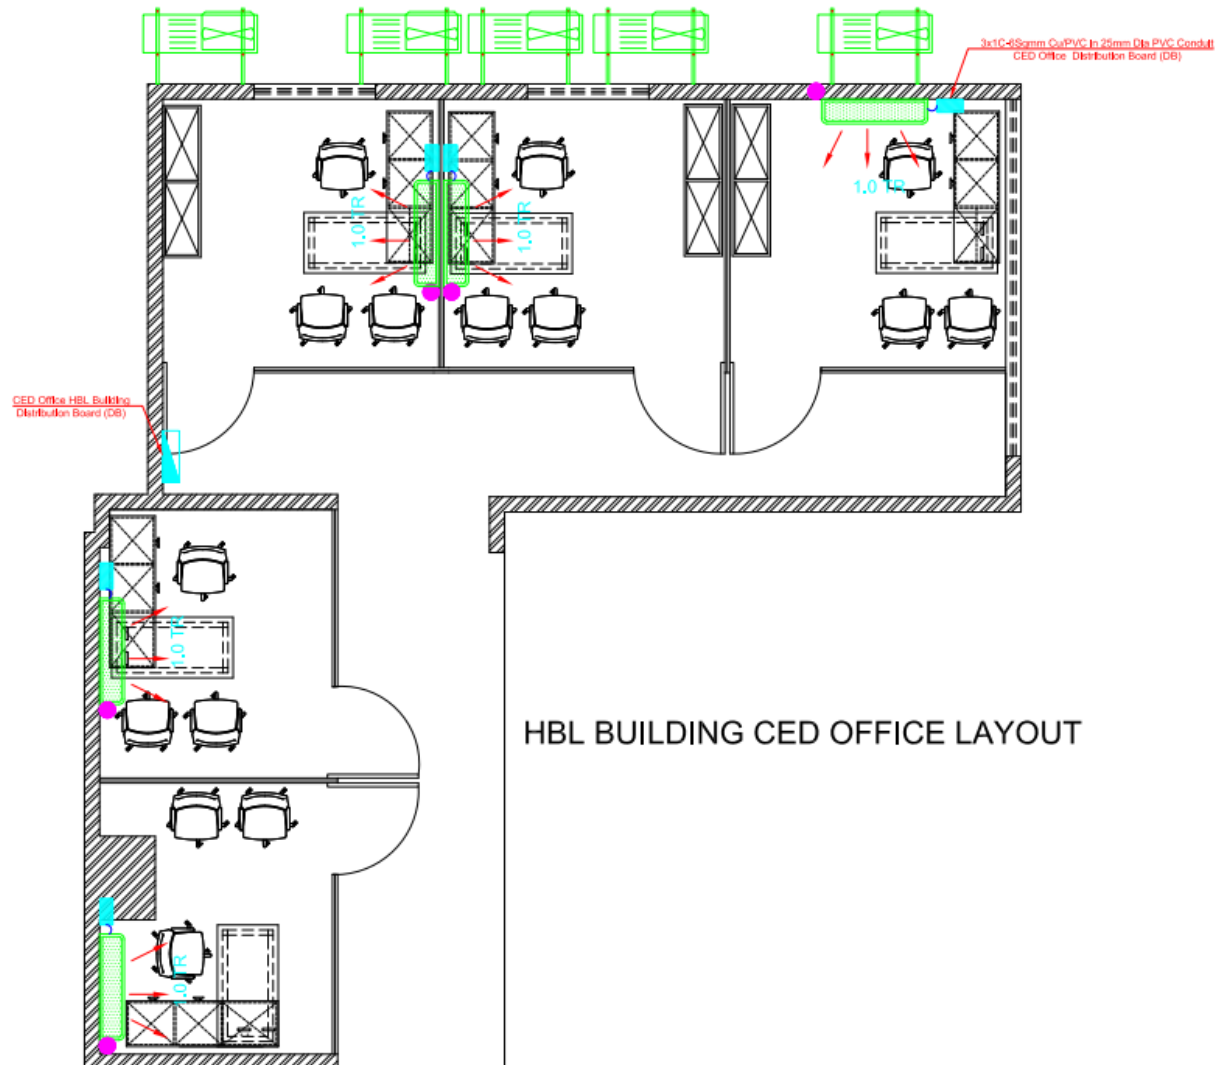 3x1C-6Sqmm Cu/PVC in 25mm Dia PVC Conduit
CED Office Distribution Board (DB)
1.0 TR
1.0 TR
1.0 TR
CED Office HBL Building
Distribution Board (DB)
1.0 TR
HBL BUILDING CED OFFICE LAYOUT
1.0 TR